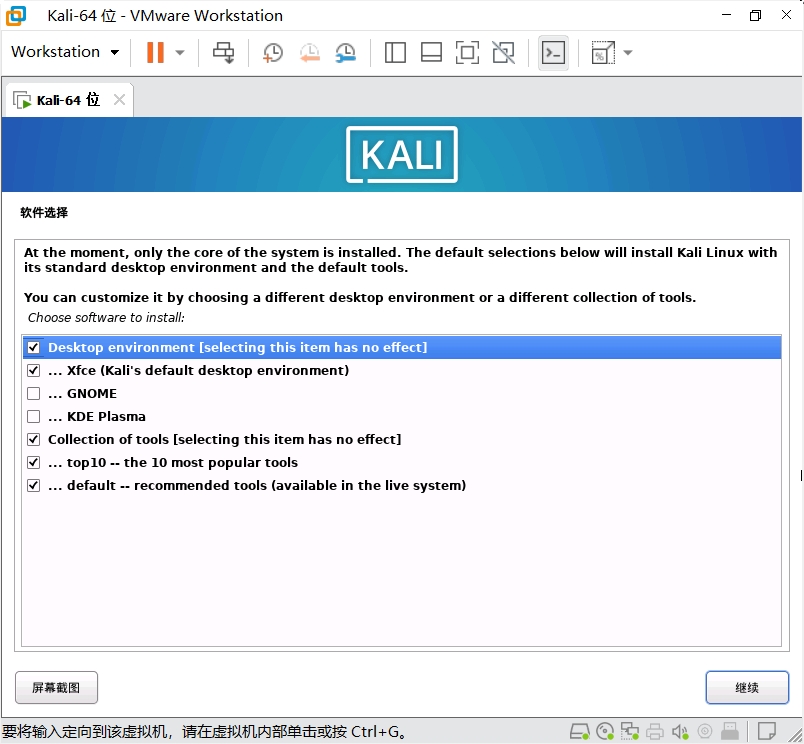 Kali-64 位 - VMware Workstation
Workstation
Kali-64 位
KALI
软件选择
At the moment, only the core of the system is installed. The default selections below will install Kali Linux with
its standard desktop environment and the default tools.
You can customize it by choosing a different desktop environment or a different collection of tools.
Choose software to install:
Desktop environment [selecting this item has no effect]
... Xfce (Kali's default desktop environment)
... GNOME
... KDE Plasma
Collection of tools [selecting this item has no effect]
... top10 -- the 10 most popular tools
... default -- recommended tools (available in the live system)
屏幕截图
继续
要将输入定向到该虚拟机，请在虚拟机内部单击或按 Ctrl+G。